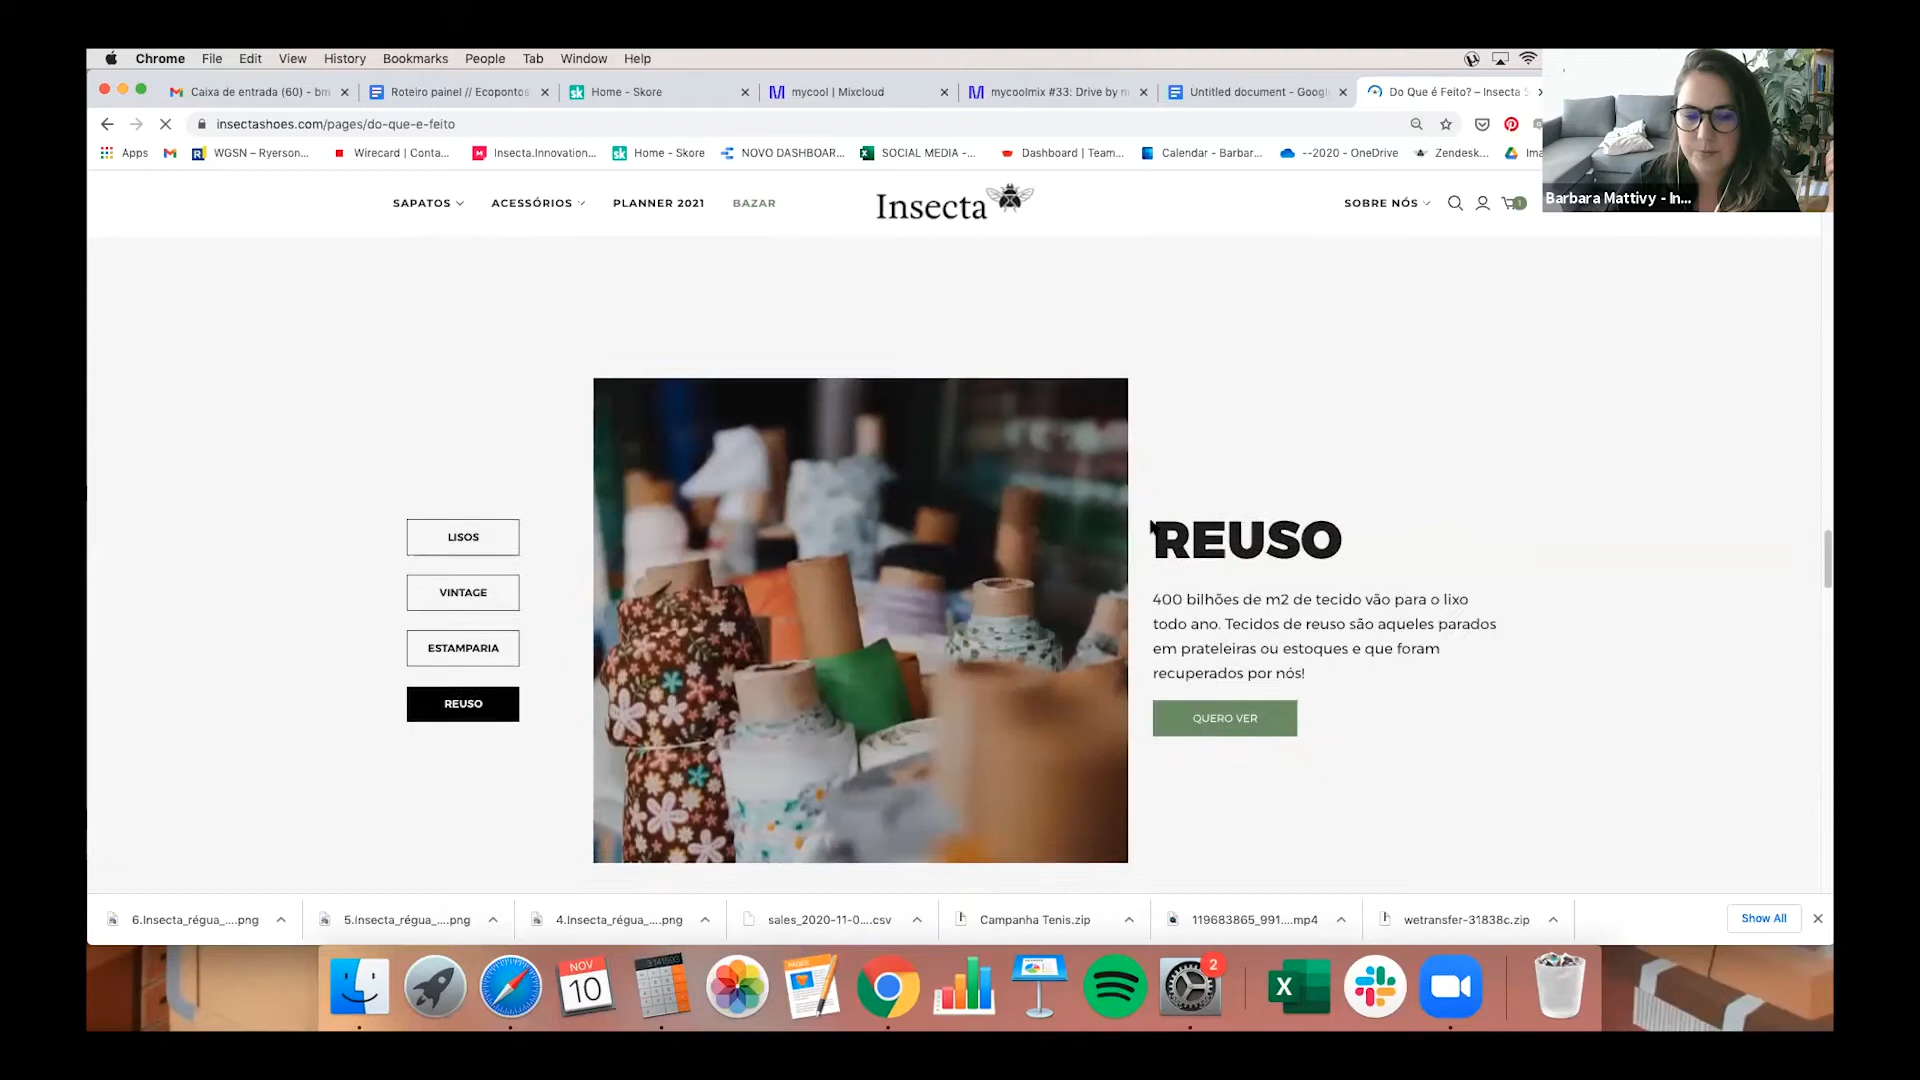 Chrome File Edit View History Bookmarks People Tab Window Help
Caixa de entrada (60) - bm
Roteiro painel // Ecopontos
Home - Skore
mycool | Mixcloud
mycoolmix #33: Drive by m
Untitled document - Google
Do Que é Feito? – Insecta S
insectashoes.com/pages/do-que-e-feito
Apps
WGSN – Ryerson...
Wirecard | Conta...
Insecta.Innovation...
Home - Skore
NOVO DASHBOAR...
SOCIAL MEDIA -...
Dashboard | Team...
Calendar - Barbar...
--2020 - OneDrive
Zendesk...
Barbara Mattivy - In...
SAPATOS
ACESSÓRIOS
PLANNER 2021
BAZAR
Insecta
SOBRE NÓS
1
LISOS
VINTAGE
ESTAMPARIA
REUSO
REUSO
400 bilhões de m2 de tecido vão para o lixo
todo ano. Tecidos de reuso são aqueles parados
em prateleiras ou estoques e que foram
recuperados por nós!
QUERO VER
6.Insecta_régua_....png
5.Insecta_régua_....png
4.Insecta_régua_....png
sales_2020-11-0....csv
Campanha Tenis.zip
119683865_991....mp4
wetransfer-31838c.zip
Show All
NOV
10
2